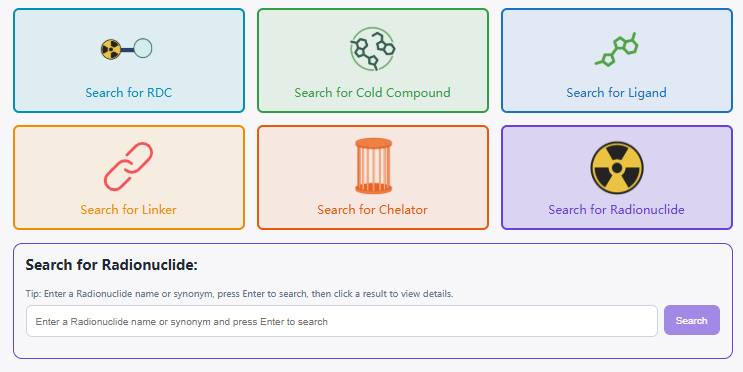 Search for RDC
Search for Cold Compound
Search for Ligand
Search for Linker
Search for Chelator
Search for Radionuclide
Search for Radionuclide:
Tip: Enter a Radionuclide name or synonym, press Enter to search, then click a result to view details.
Enter a Radionuclide name or synonym and press Enter to search
Search